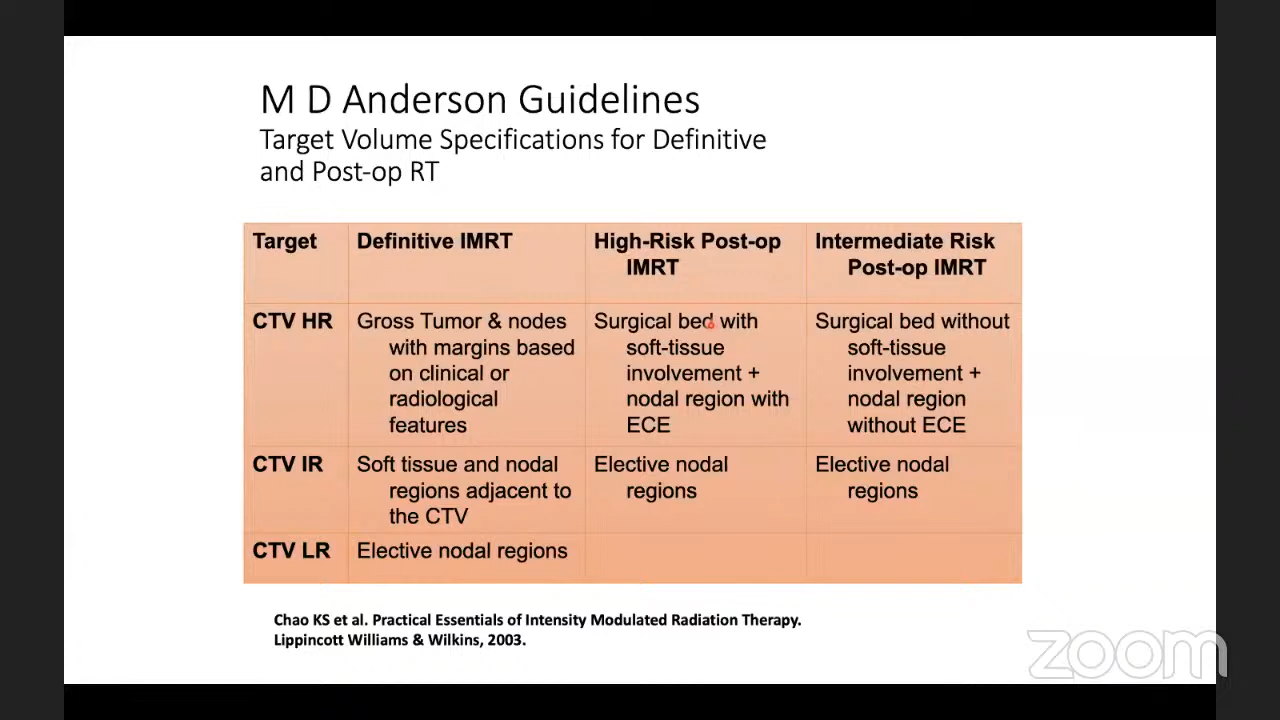 M D Anderson Guidelines
Target Volume Specifications for Definitive
and Post-op RT
Target
Definitive IMRT
High-Risk Post-op
IMRT
Intermediate Risk
Post-op IMRT
CTV HR
Gross Tumor & nodes
with margins based
on clinical or
radiological
features
Surgical bed with
soft-tissue
involvement +
nodal region with
ECE
Surgical bed without
soft-tissue
involvement +
nodal region
without ECE
CTV IR
Soft tissue and nodal
regions adjacent to
the CTV
Elective nodal
regions
Elective nodal
regions
CTV LR
Elective nodal regions
Chao KS et al. Practical Essentials of Intensity Modulated Radiation Therapy.
Lippincott Williams & Wilkins, 2003.
zoom